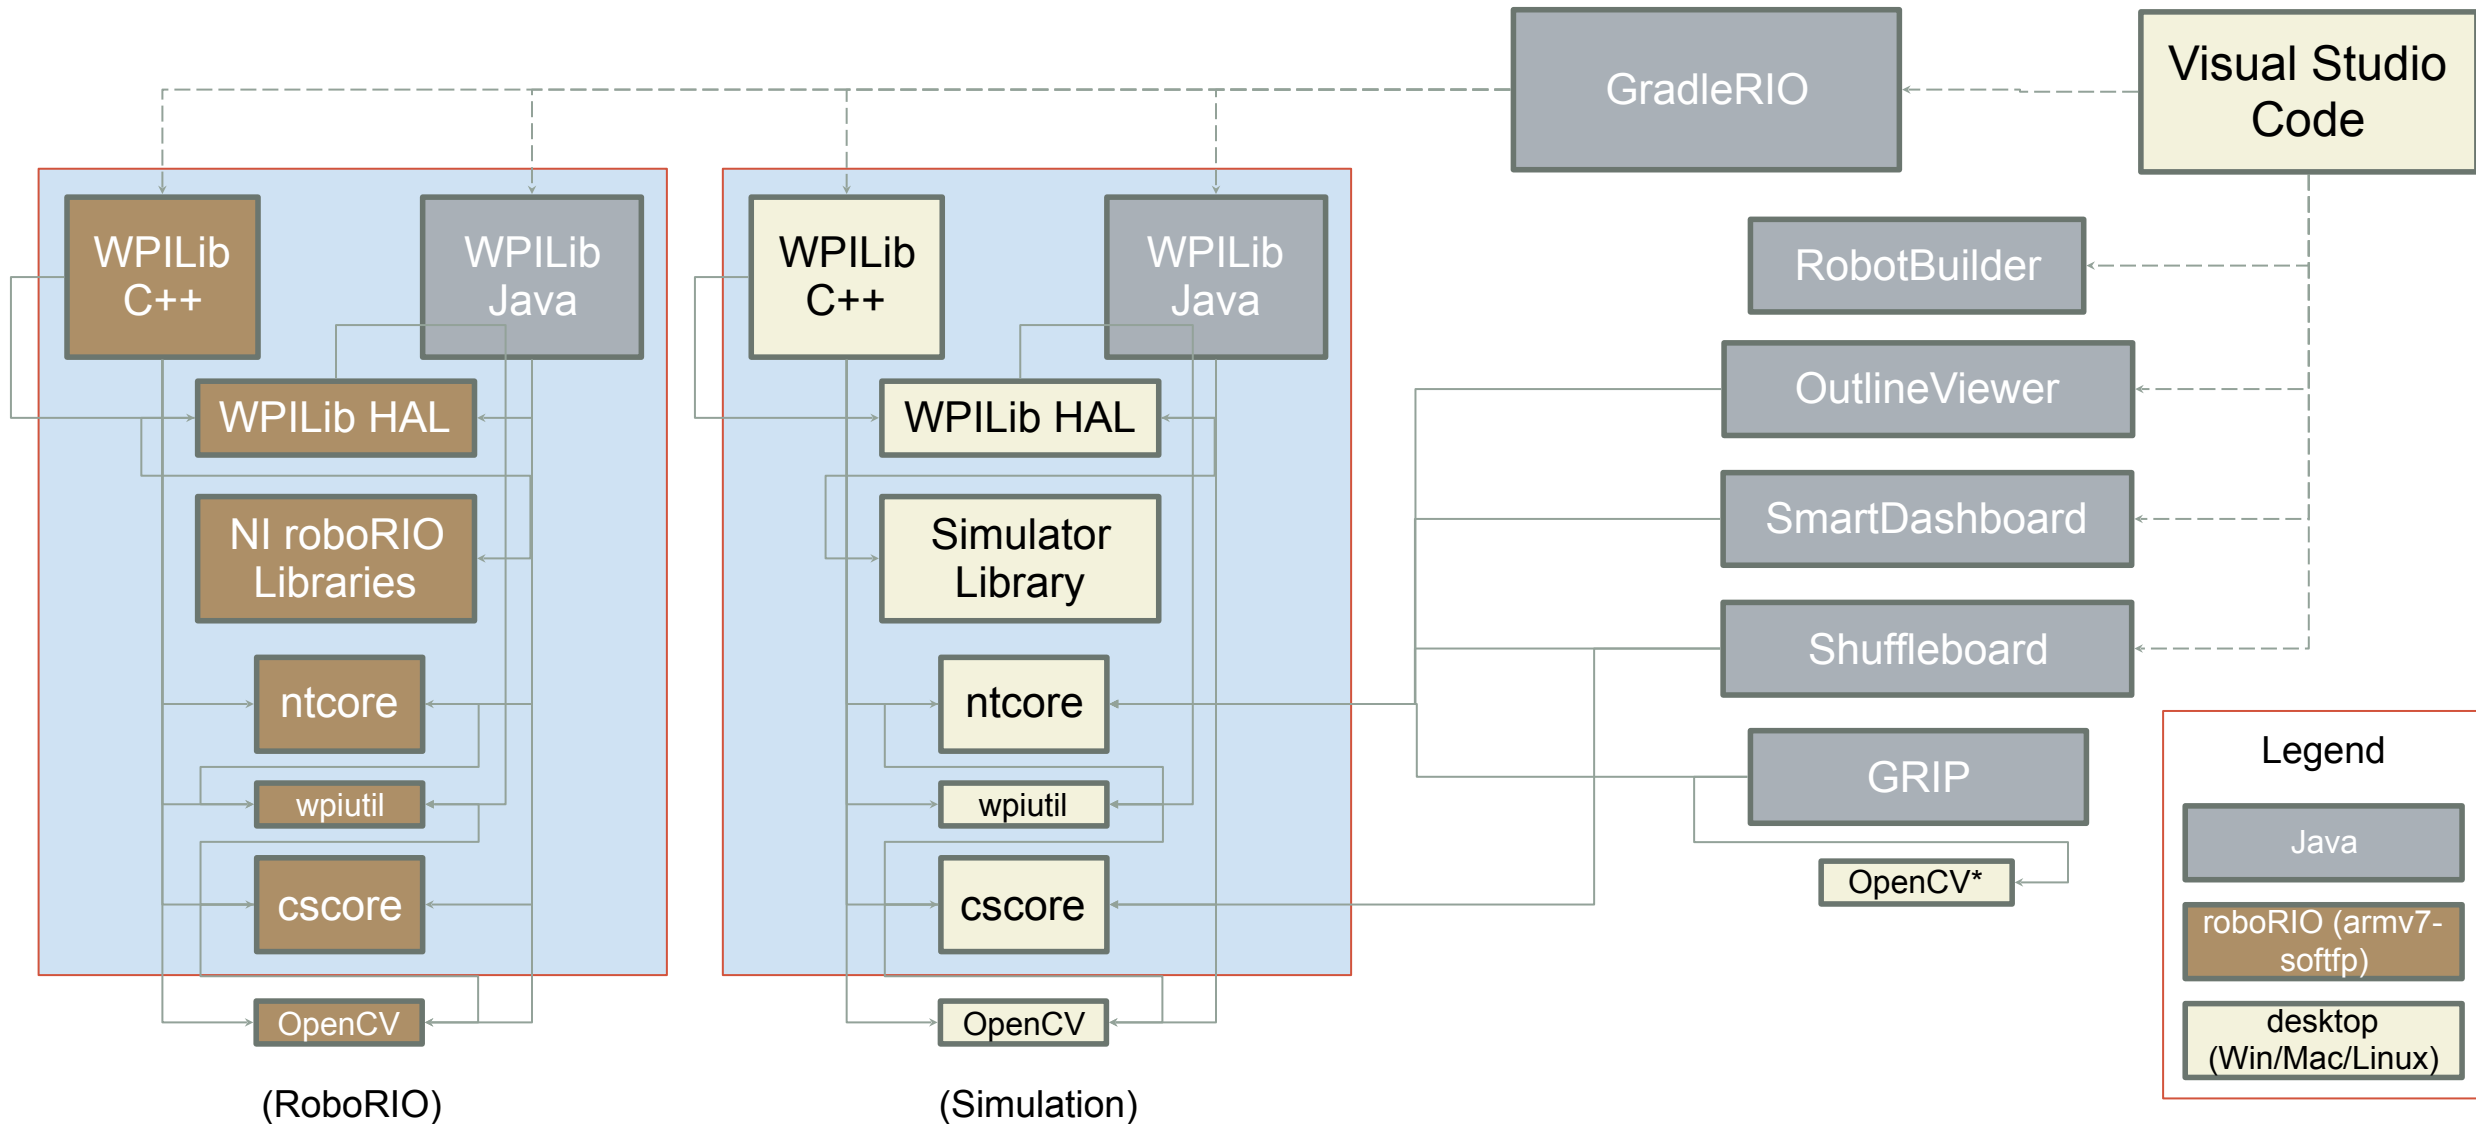 GradleRIO
Visual Studio
Code
WPILib
C++
WPILib
Java
WPILib
C++
WPILib
Java
RobotBuilder
WPILib HAL
WPILib HAL
OutlineViewer
NI roboRIO
Libraries
Simulator
Library
SmartDashboard
ntcore
ntcore
Shuffleboard
wpiutil
wpiutil
GRIP
cscore
cscore
OpenCV*
OpenCV
OpenCV
(RoboRIO)
(Simulation)
Legend
Java
roboRIO (armv7-
softfp)
desktop
(Win/Mac/Linux)